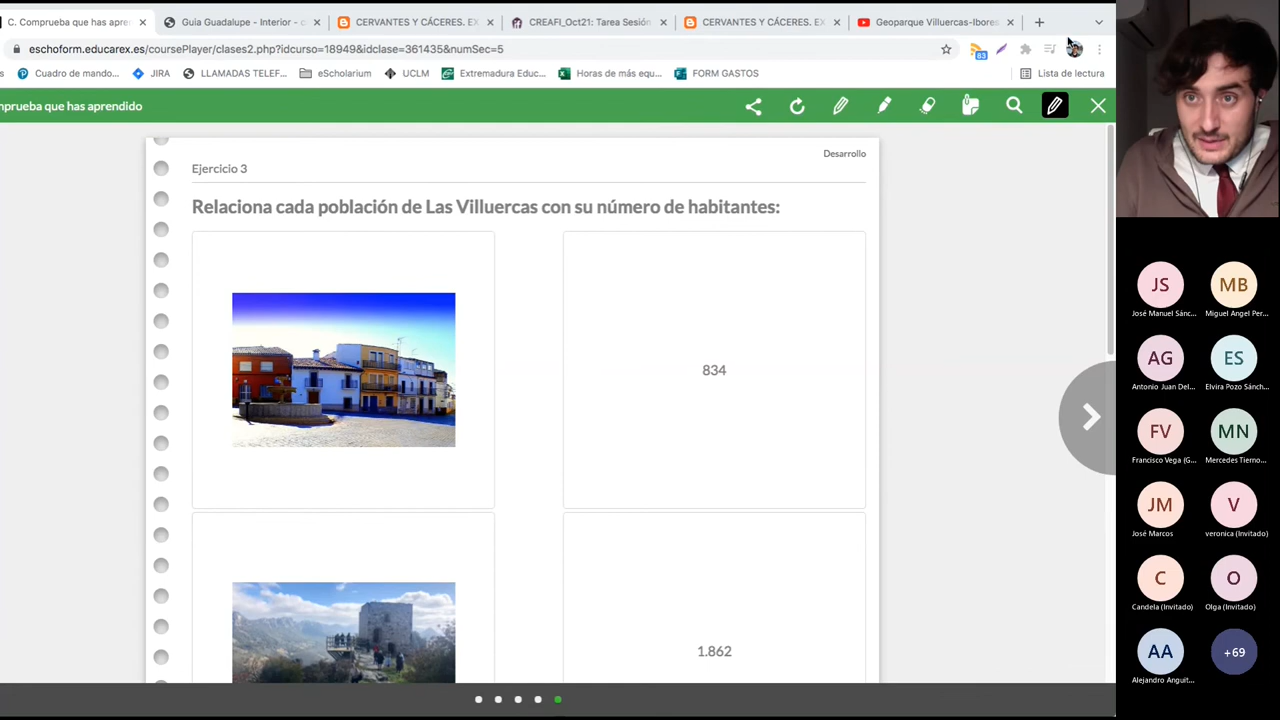 C. Comprueba que has apren
Guia Guadalupe - Interior - c
CERVANTES Y CÁCERES. EX
CREAFI_Oct21: Tarea Sesión
CERVANTES Y CÁCERES. EX
Geoparque Villuercas-Ibores
eschoform.educarex.es/coursePlayer/clases2.php?idcurso=18949&idclase=361435&numSec=5
83
s
Cuadro de mando...
JIRA
LLAMADAS TELEF...
eScholarium
UCLM
Extremadura Educ...
Horas de más equ...
FORM GASTOS
Lista de lectura
mprueba que has aprendido
Desarrollo
Ejercicio 3
Relaciona cada población de Las Villuercas con su número de habitantes:
834
1.862
JS
José Manuel Sánc...
MB
Miguel Angel Per...
AG
Antonio Juan Del...
ES
Elvira Pozo Sánch...
FV
Francisco Vega (G...
MN
Mercedes Tierno...
JM
José Marcos
V
veronica (Invitado)
C
Candela (Invitado)
O
Olga (Invitado)
AA
Alejandro Anguit...
+69